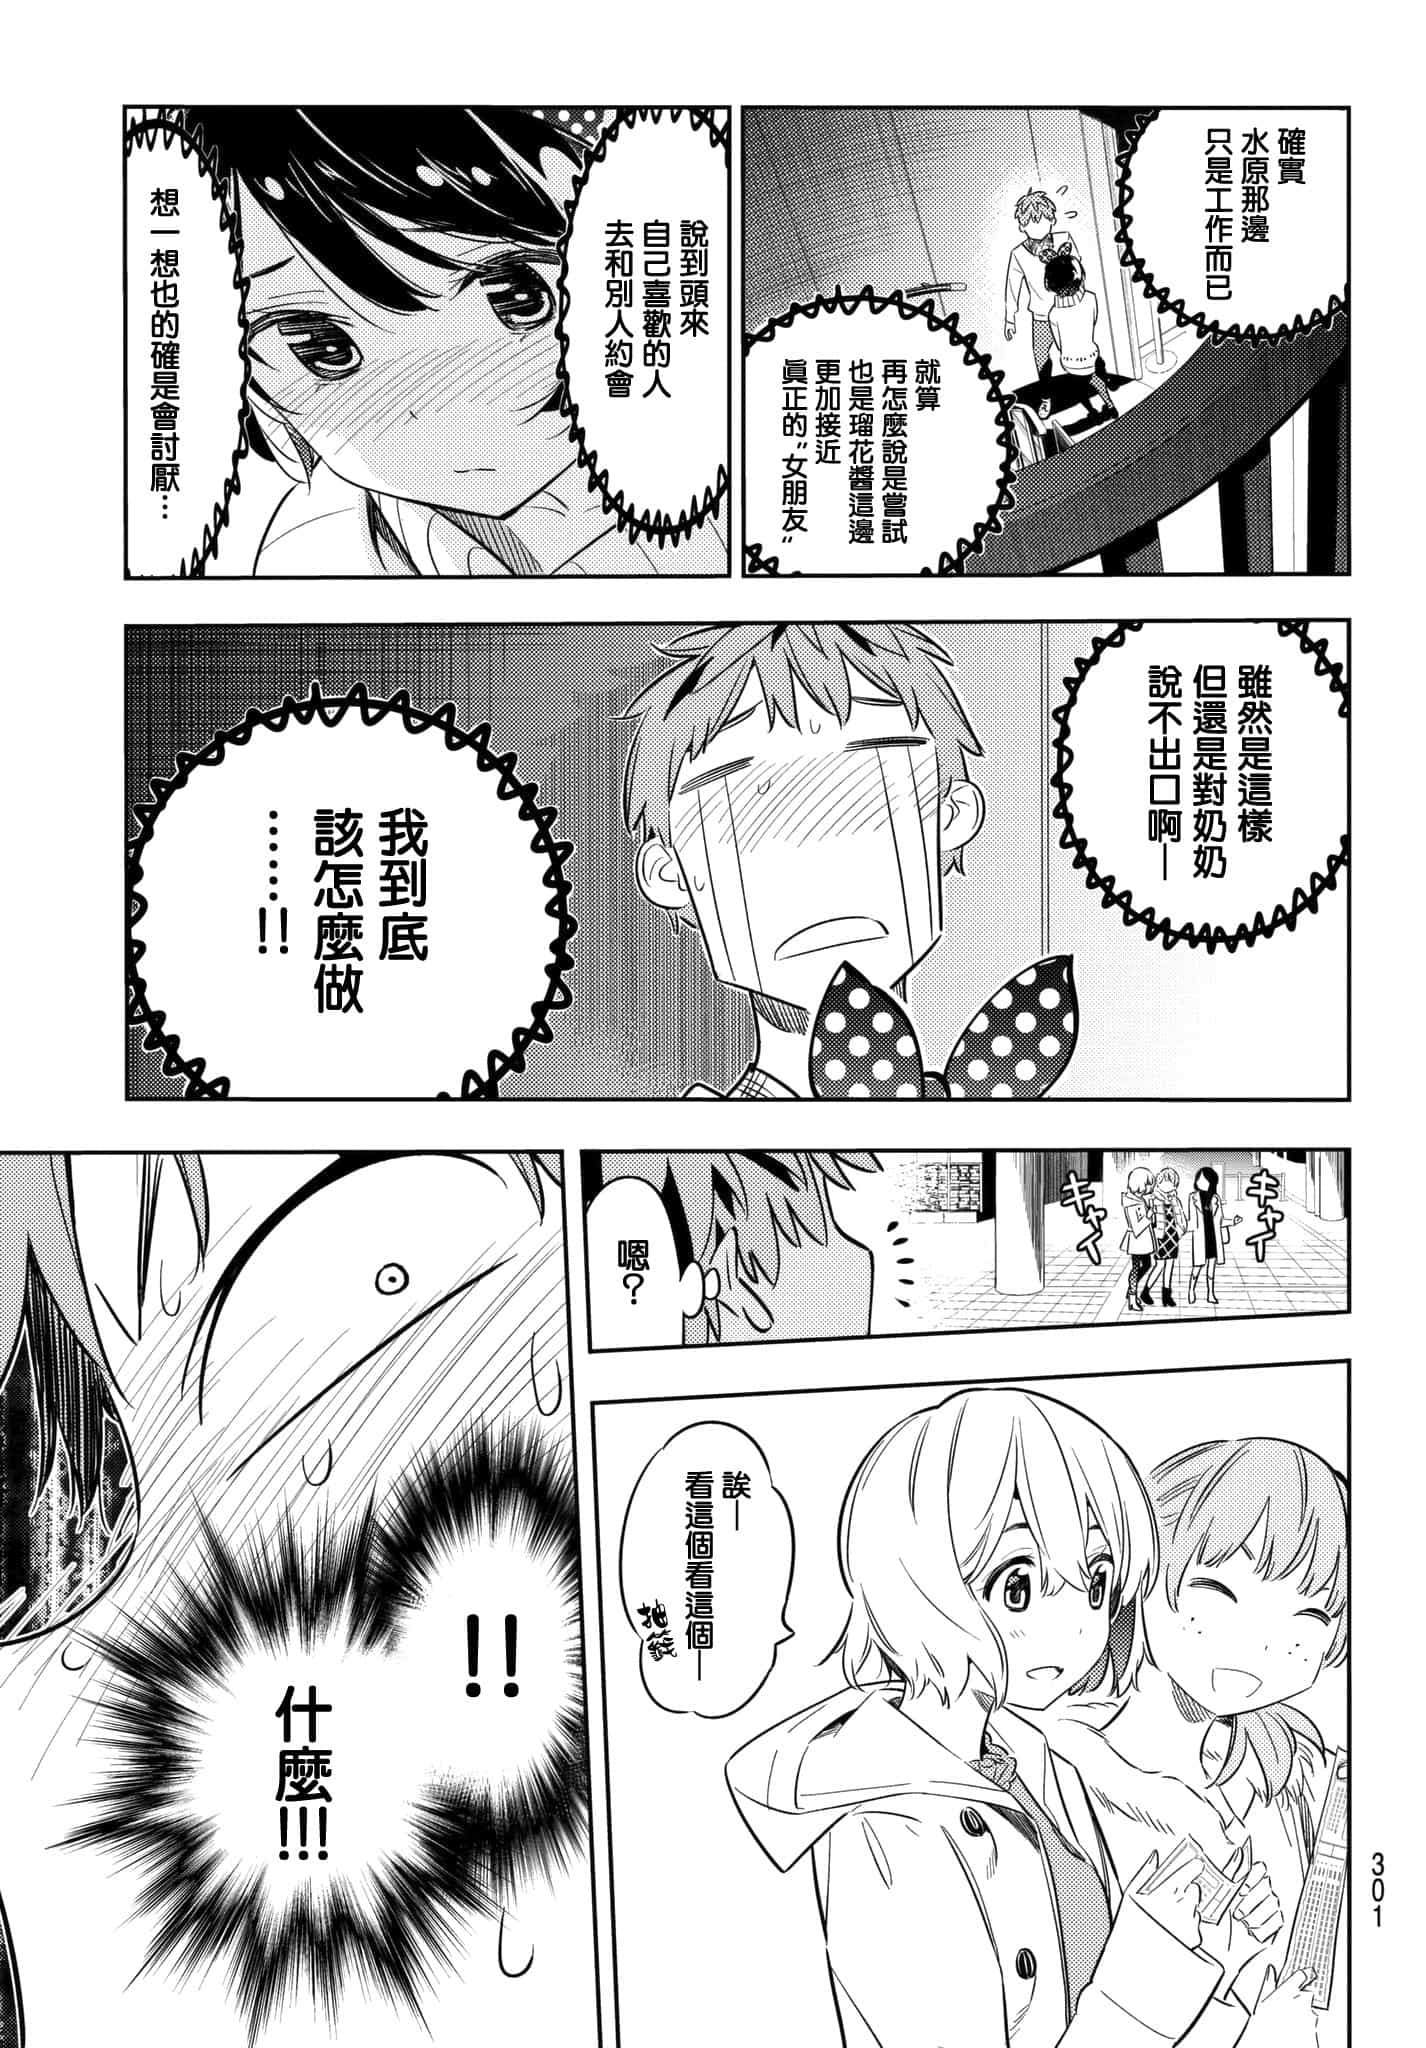 確實
水原那邊
只是工作而已
就算
再怎麼說是嘗試
也是瑠花醬這邊
更加接近
真正的"女朋友"
說到頭來
自己喜歡的人
去和別人約會
想一想也的確是會討厭…
雖然是這樣
但還是對奶奶
說不出口啊—
我到底
該怎麼做
……!!
キャイ
キャイ
嗯?
誒—
看這個看這個—
抽籤
!!
什麼!!!
301